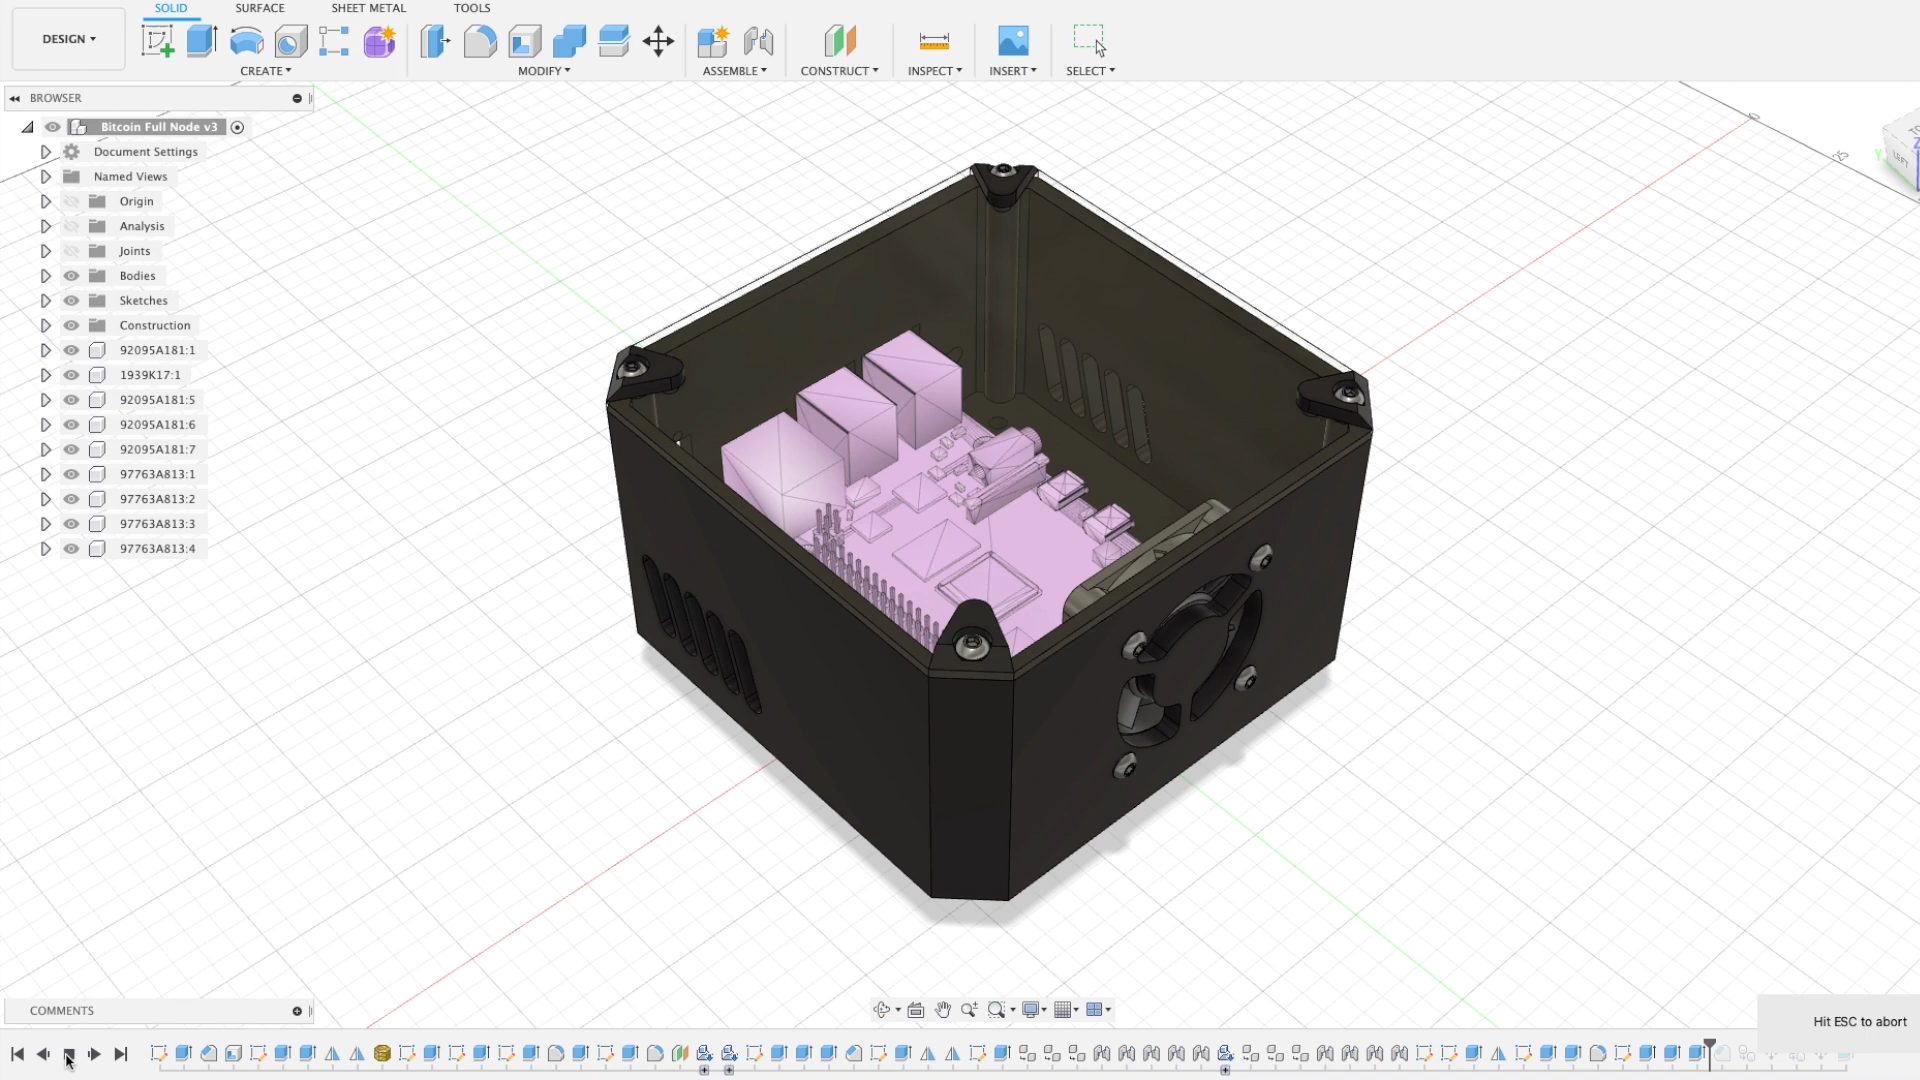 SOLID SURFACE SHEET METAL TOOLS
DESIGN
CREATE MODIFY ASSEMBLE CONSTRUCT INSPECT INSERT SELECT
BROWSER
Bitcoin Full Node v3
Document Settings
Named Views
Origin
Analysis
Joints
Bodies
Sketches
Construction
92095A181:1
1939K17:1
92095A181:5
92095A181:6
92095A181:7
97763A813:1
97763A813:2
97763A813:3
97763A813:4
25
LEFT
Z
Y
COMMENTS
Hit ESC to abort